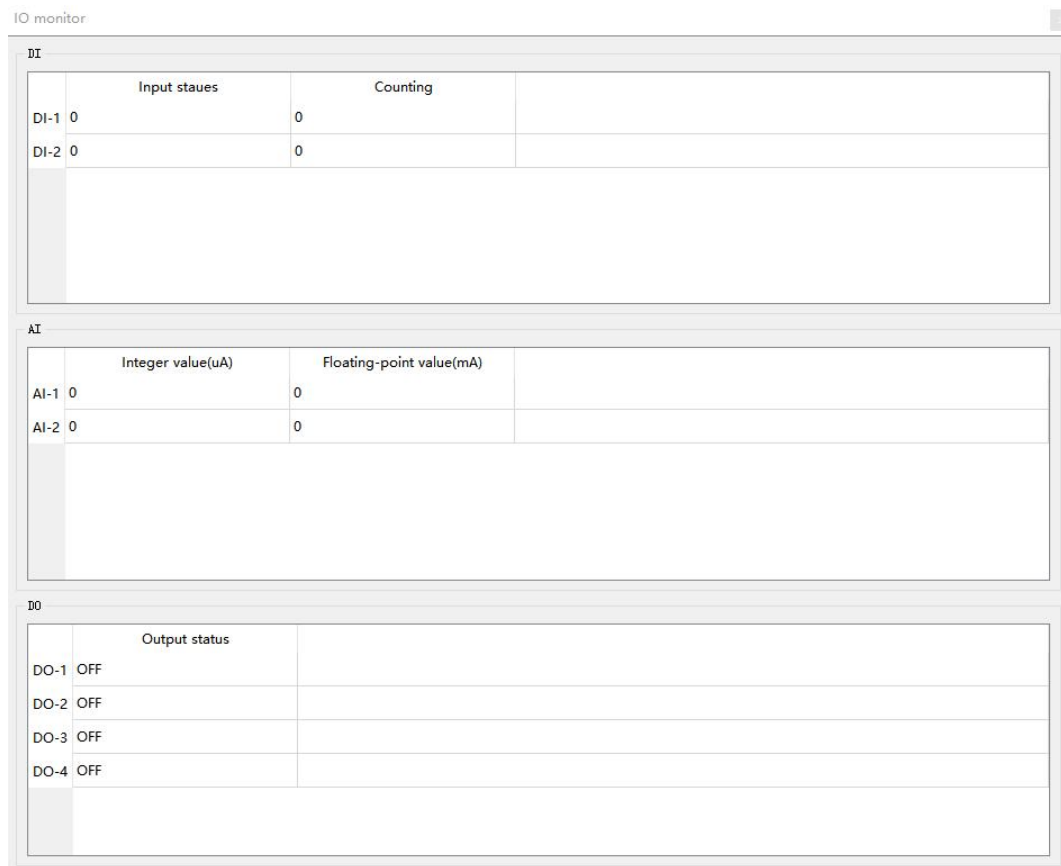 IO monitor
DI
Input staues Counting
DI-1 0 0
DI-2 0 0
AI
Integer value(uA) Floating-point value(mA)
AI-1 0 0
AI-2 0 0
DO
Output status
DO-1 OFF
DO-2 OFF
DO-3 OFF
DO-4 OFF